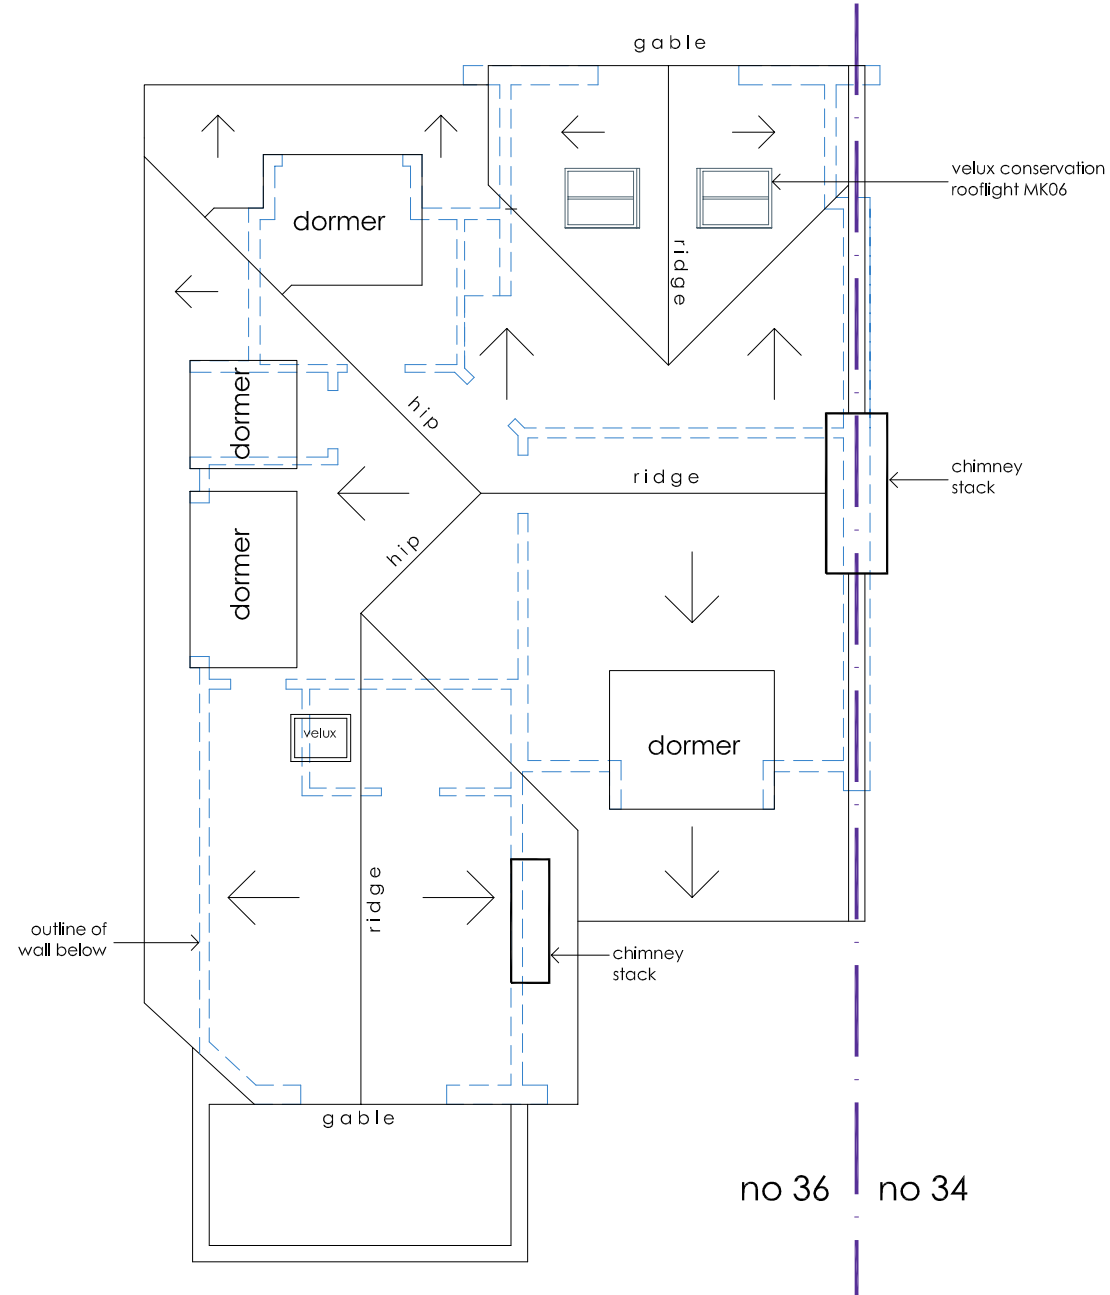 gable
velux conservation
rooflight MK06
dormer
ridge
dormer
hip
ridge
chimney
stack
hip
dormer
velux
dormer
ridge
outline of
wall below
chimney
stack
gable
no 36
no 34